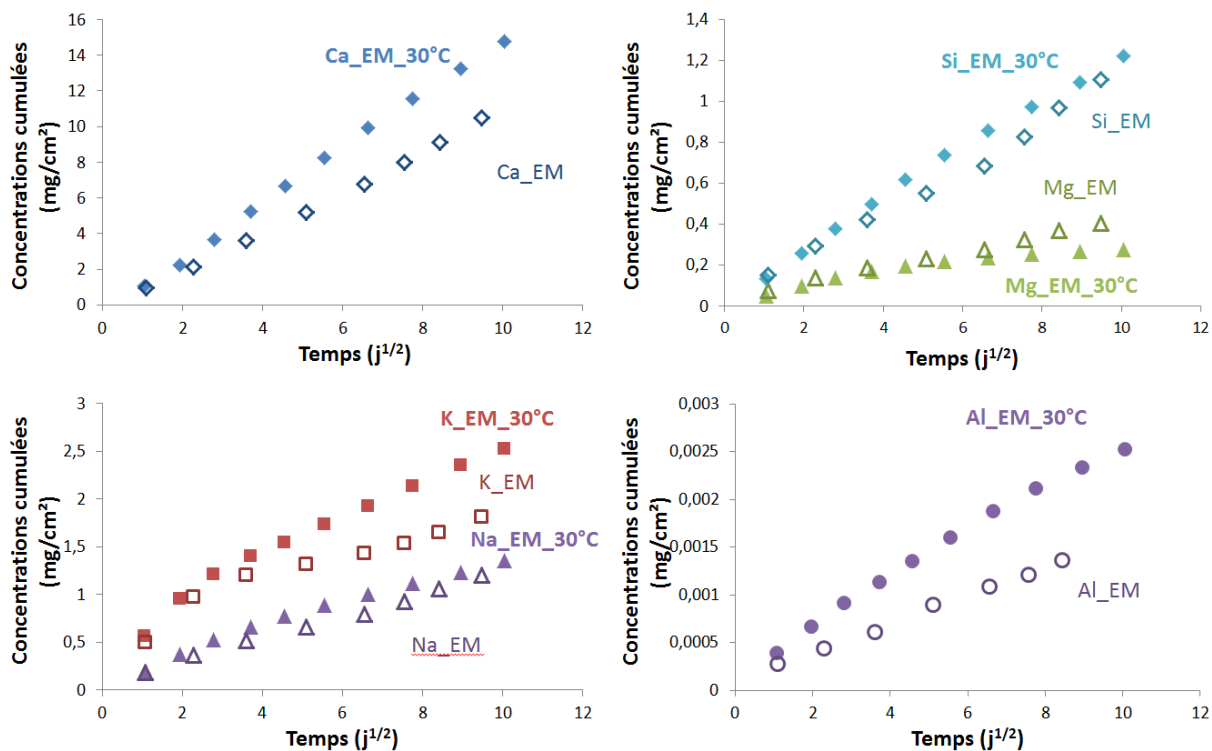 Concentrations cumulées
(mg/cm²)
16
14
12
10
8
6
4
2
0
Ca_EM_30°C
Ca_EM
0 2 4 6 8 10 12
Temps (j^1/2)
Concentrations cumulées
(mg/cm²)
1,4
1,2
1
0,8
0,6
0,4
0,2
0
Si_EM_30°C
Si_EM
Mg_EM
Mg_EM_30°C
0 2 4 6 8 10 12
Temps (j^1/2)
Concentrations cumulées
(mg/cm²)
3
2,5
2
1,5
1
0,5
0
K_EM_30°C
K_EM
Na_EM_30°C
Na_EM
0 2 4 6 8 10 12
Temps (j^1/2)
Concentrations cumulées
(mg/cm²)
0,003
0,0025
0,002
0,0015
0,001
0,0005
0
Al_EM_30°C
Al_EM
0 2 4 6 8 10 12
Temps (j^1/2)